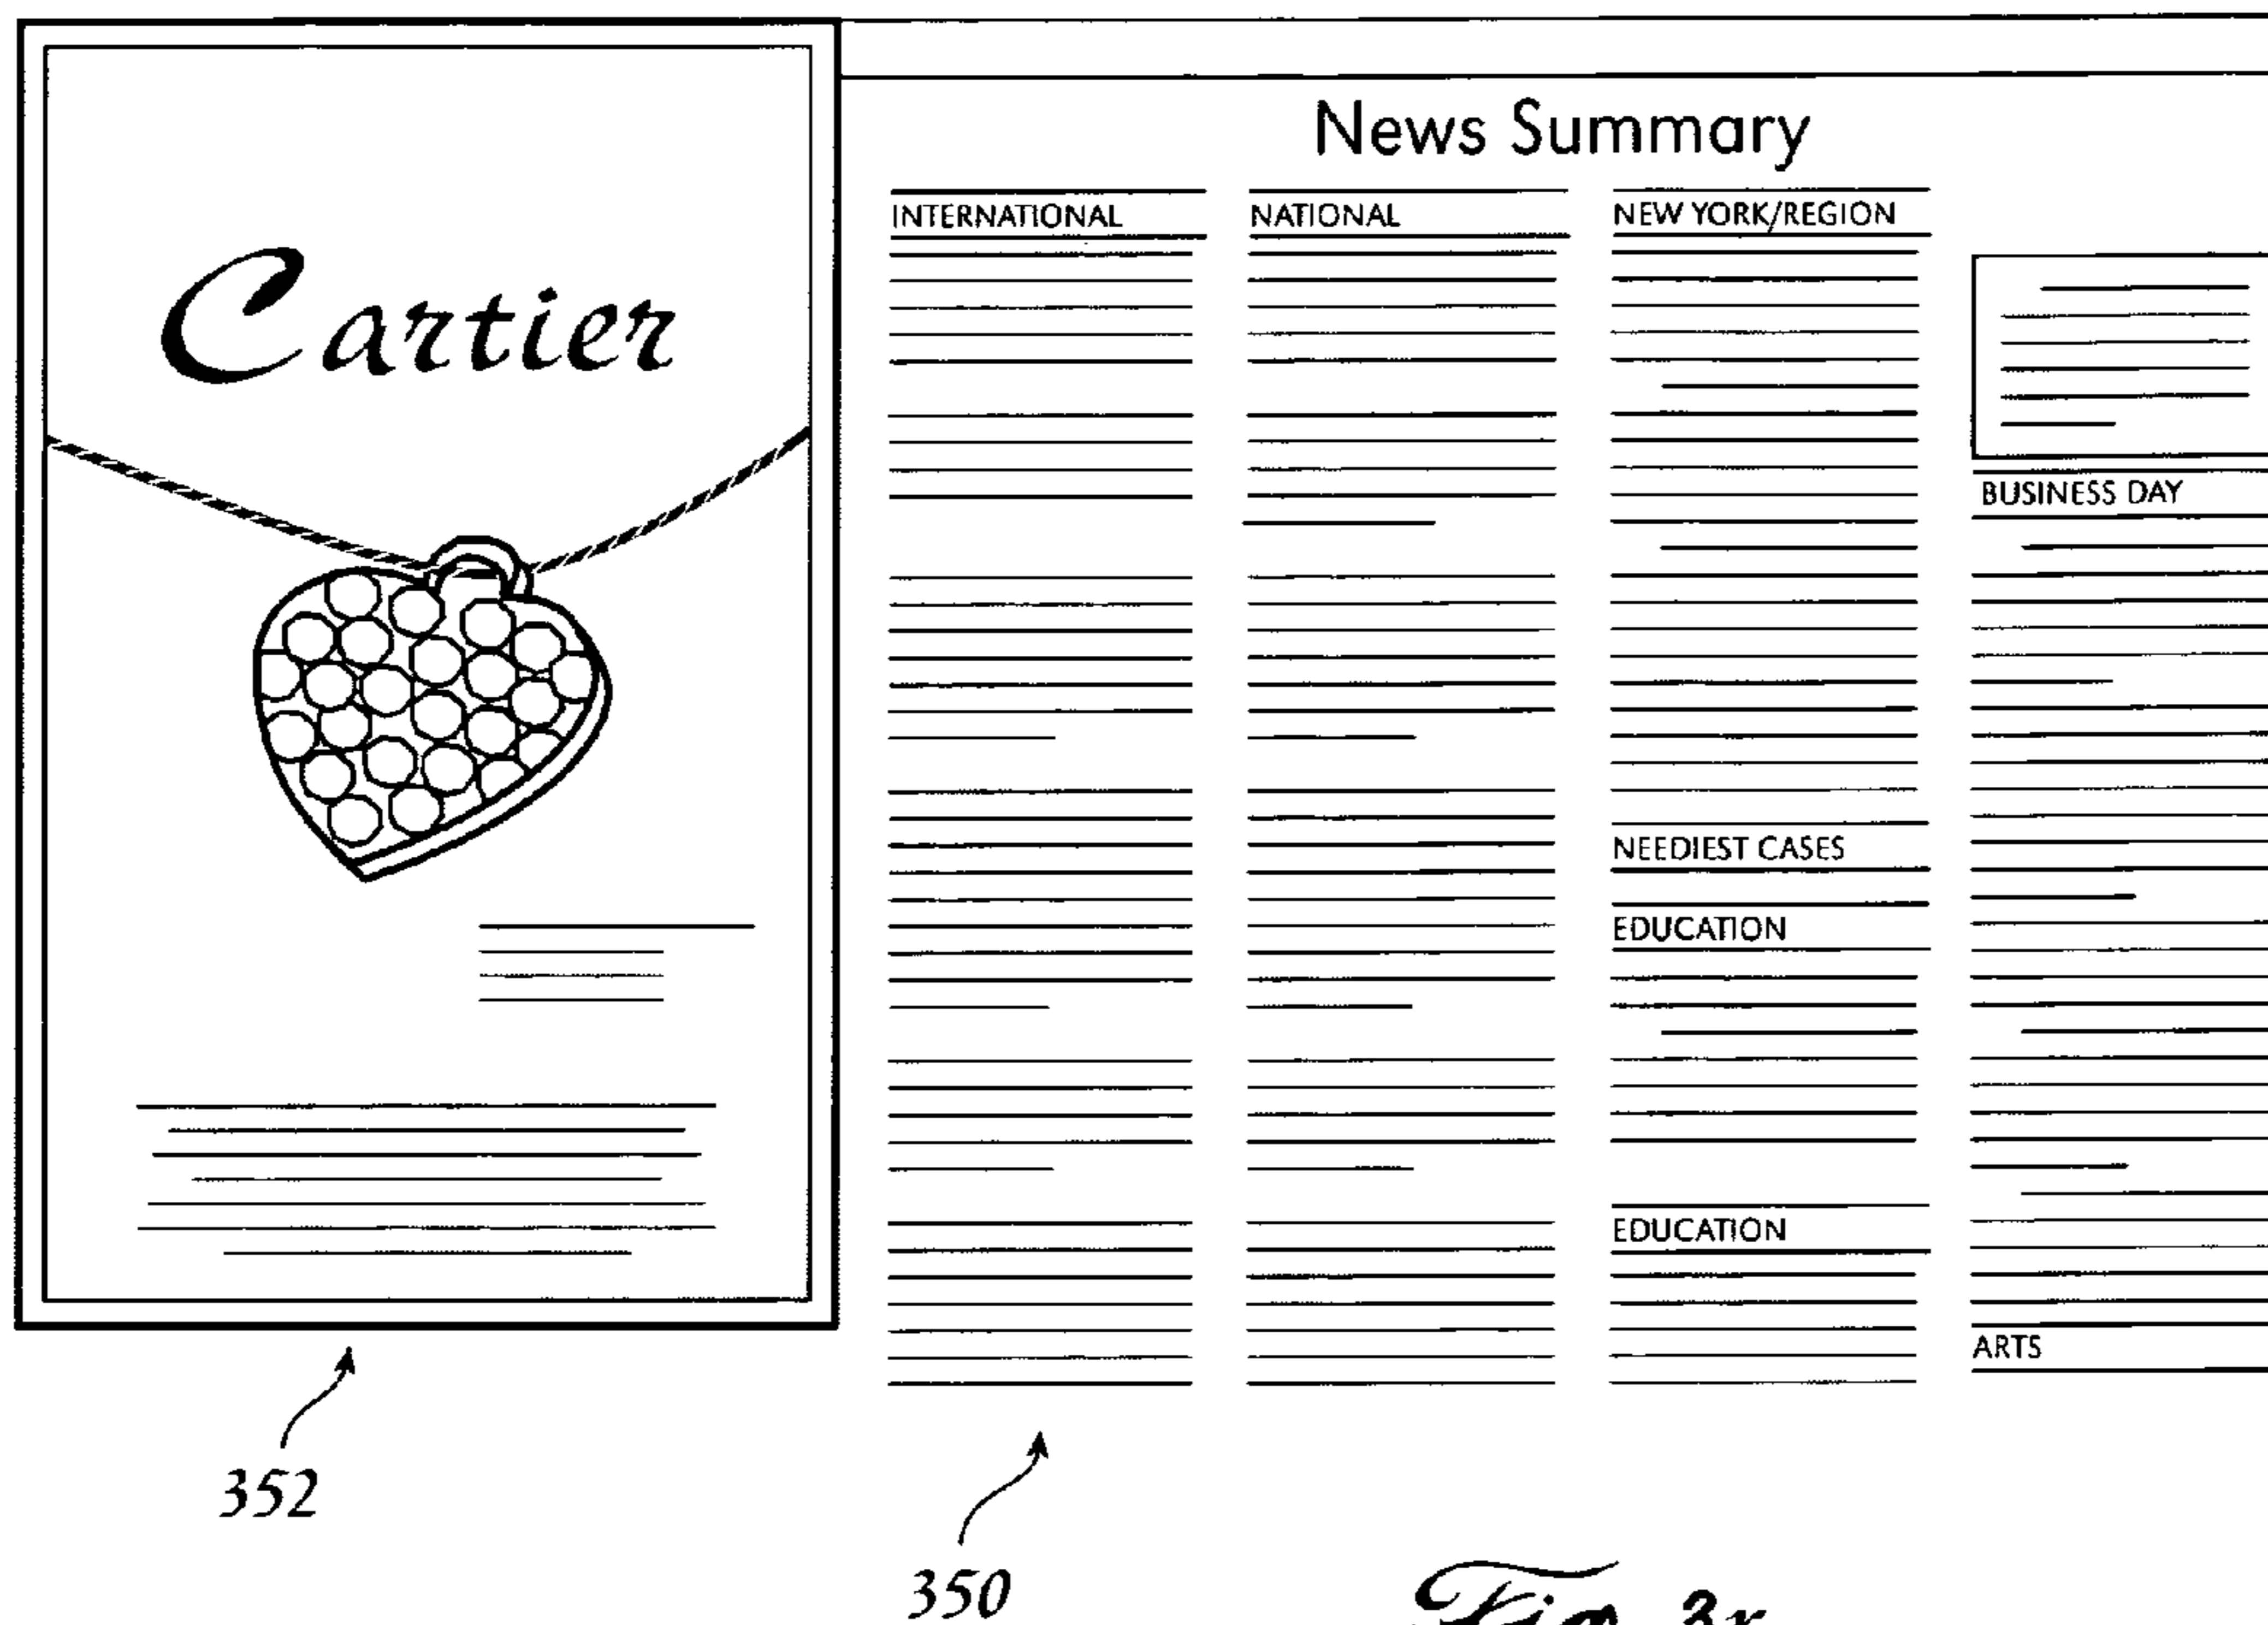 Cartier
News Summary
INTERNATIONAL
NATIONAL
NEW YORK/REGION
NEEDIEST CASES
EDUCATION
EDUCATION
BUSINESS DAY
ARTS
352
350